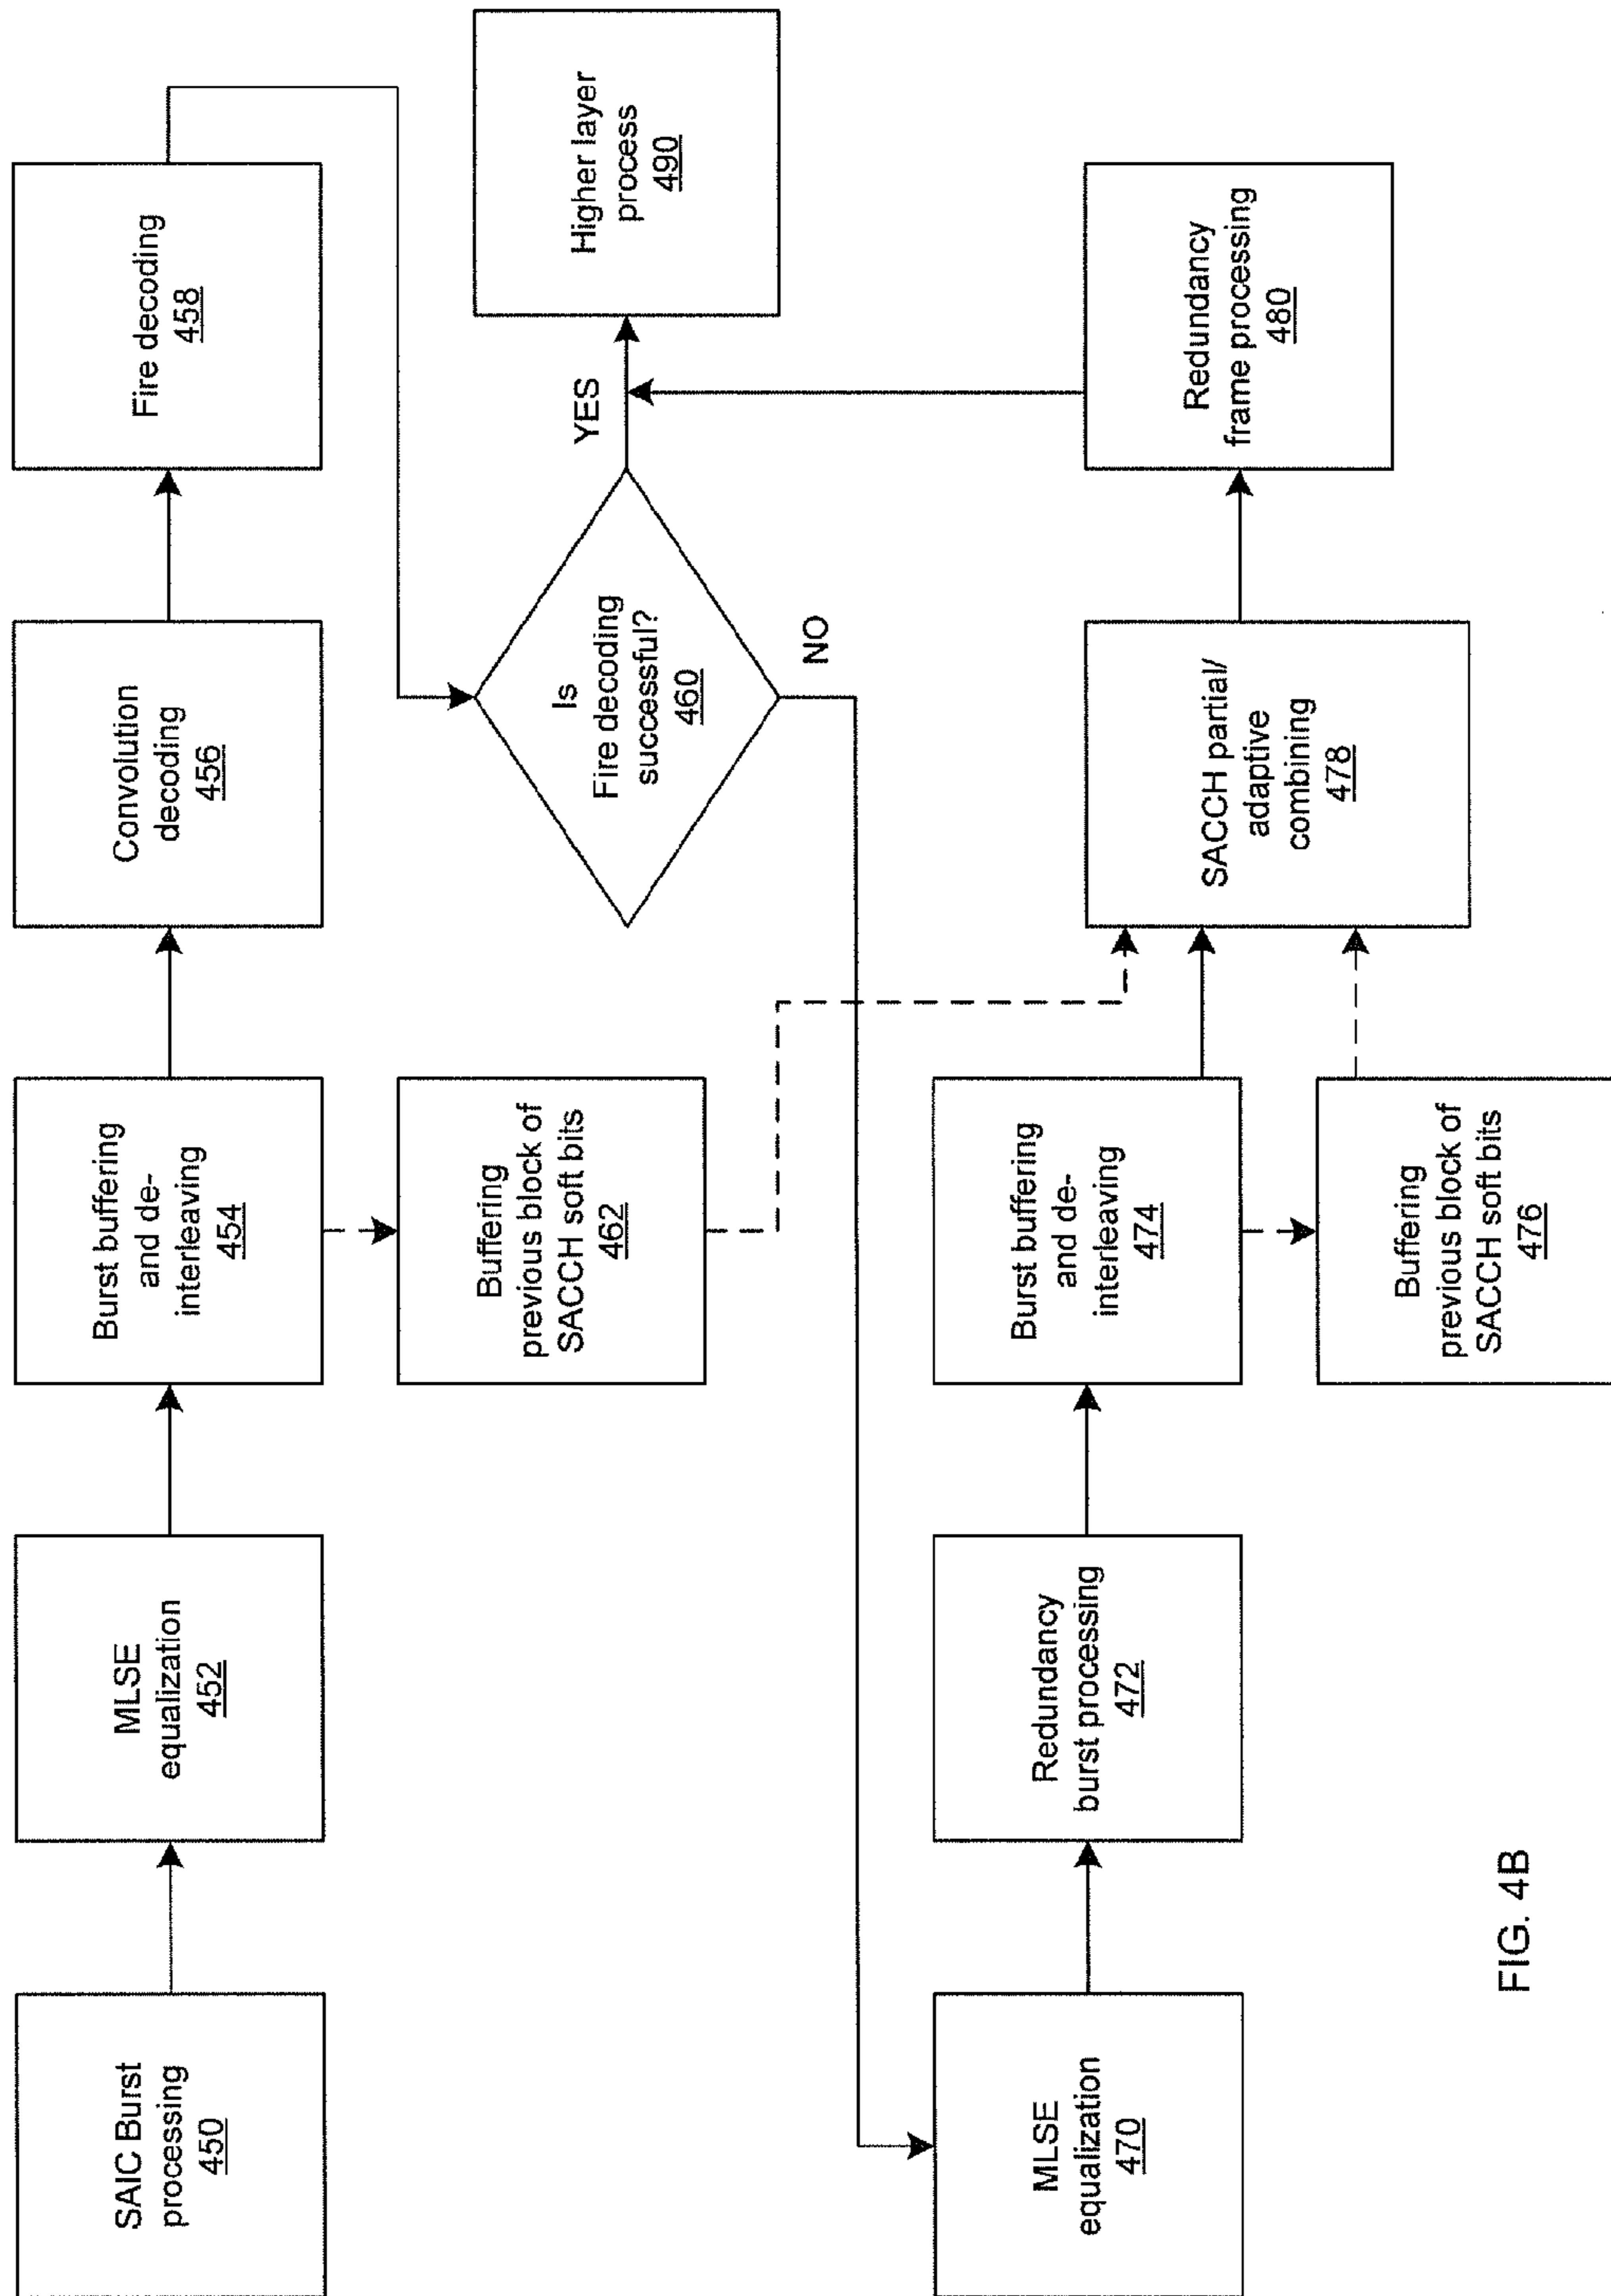 SAIC Burst
processing
450
MLSE
equalization
452
Burst buffering
and de-
interleaving
454
Convolution
decoding
456
Fire decoding
458
Buffering
previous block of
SACCH soft bits
462
Is
Fire decoding
successful?
460
YES
NO
Higher layer
process
490
MLSE
equalization
470
Redundancy
burst processing
472
Burst buffering
and de-
interleaving
474
Buffering
previous block of
SACCH soft bits
476
SACCH partial/
adaptive
combining
478
Redundancy
frame processing
480
FIG. 4B